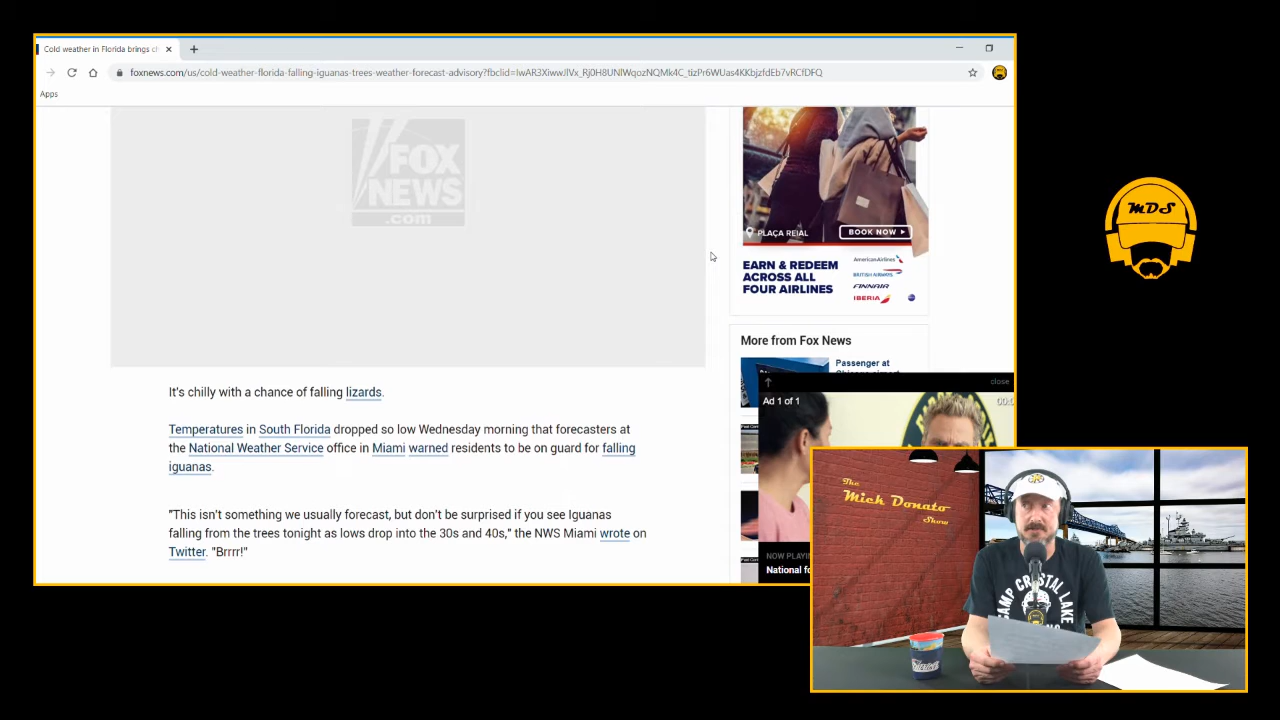 Cold weather in Florida brings c
foxnews.com/us/cold-weather-florida-falling-iguanas-trees-weather-forecast-advisory?fbclid=
Apps
FOX
NEWS
.com
It's chilly with a chance of falling lizards.
Temperatures in South Florida dropped so low Wednesday morning that forecasters at
the National Weather Service office in Miami warned residents to be on guard for falling
iguanas.
"This isn't something we usually forecast, but don't be surprised if you see Iguanas
falling from the trees tonight as lows drop into the 30s and 40s," the NWS Miami wrote on
Twitter. "Brrrr!"
PLAÇA REIAL
BOOK NOW
EARN & REDEEM
ACROSS ALL
FOUR AIRLINES
American Airlines
BRITISH AIRWAYS
FINNAIR
IBERIA
More from Fox News
Passenger at
close
Ad 1 of 1
00:0
NOW PLAYI
National fo
MDS
The
Mick Donato
Show
CAMP CRYSTAL LAKE